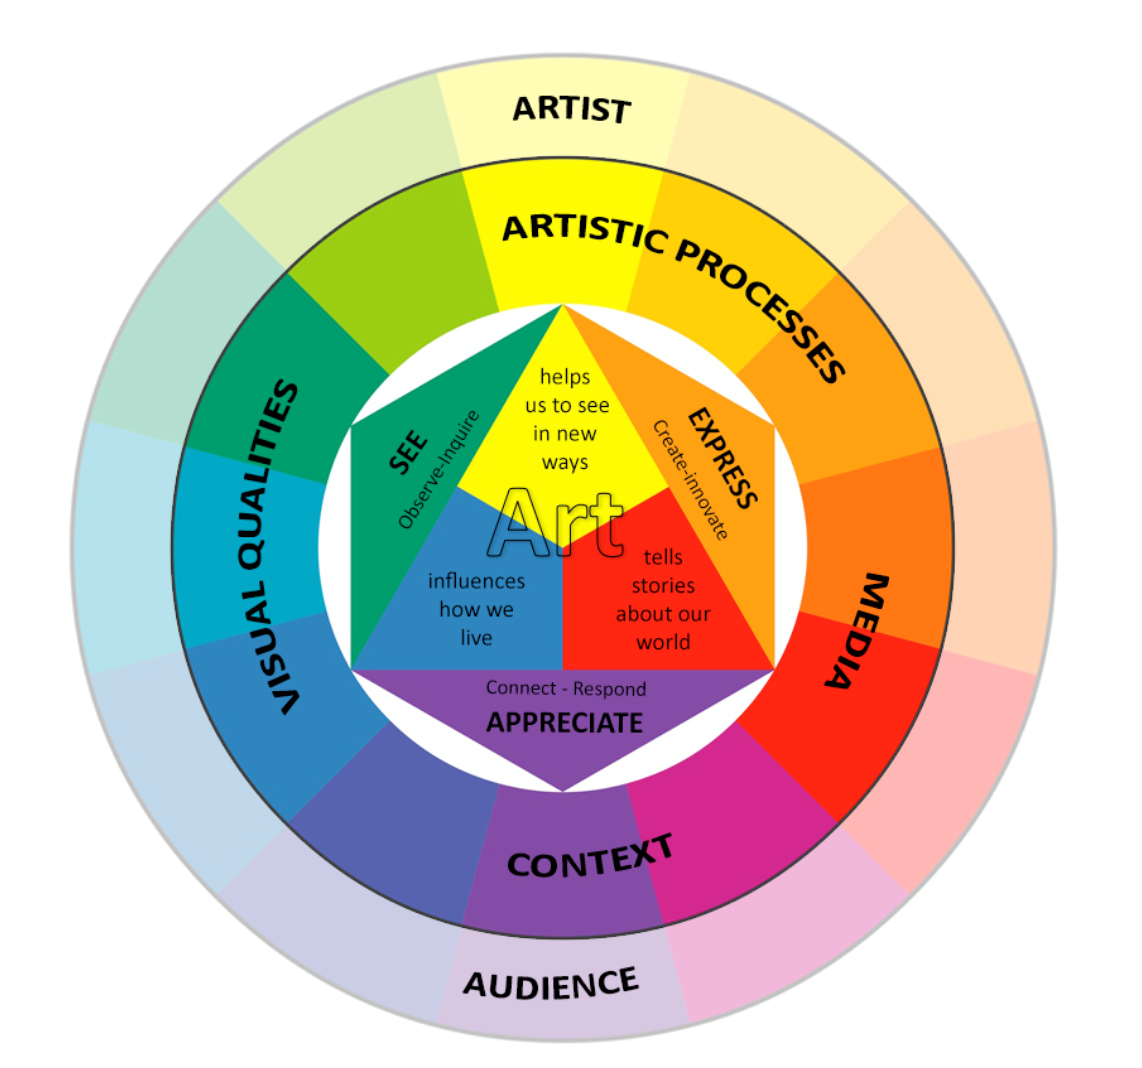 ARTIST
ARTISTIC PROCESSES
helps
us to see
in new
ways
SEE
Observe-Inquire
EXPRESS
Create-innovate
VISUAL QUALITIES
Art
influences
how we
live
tells
stories
about our
world
MEDIA
Connect - Respond
APPRECIATE
CONTEXT
AUDIENCE